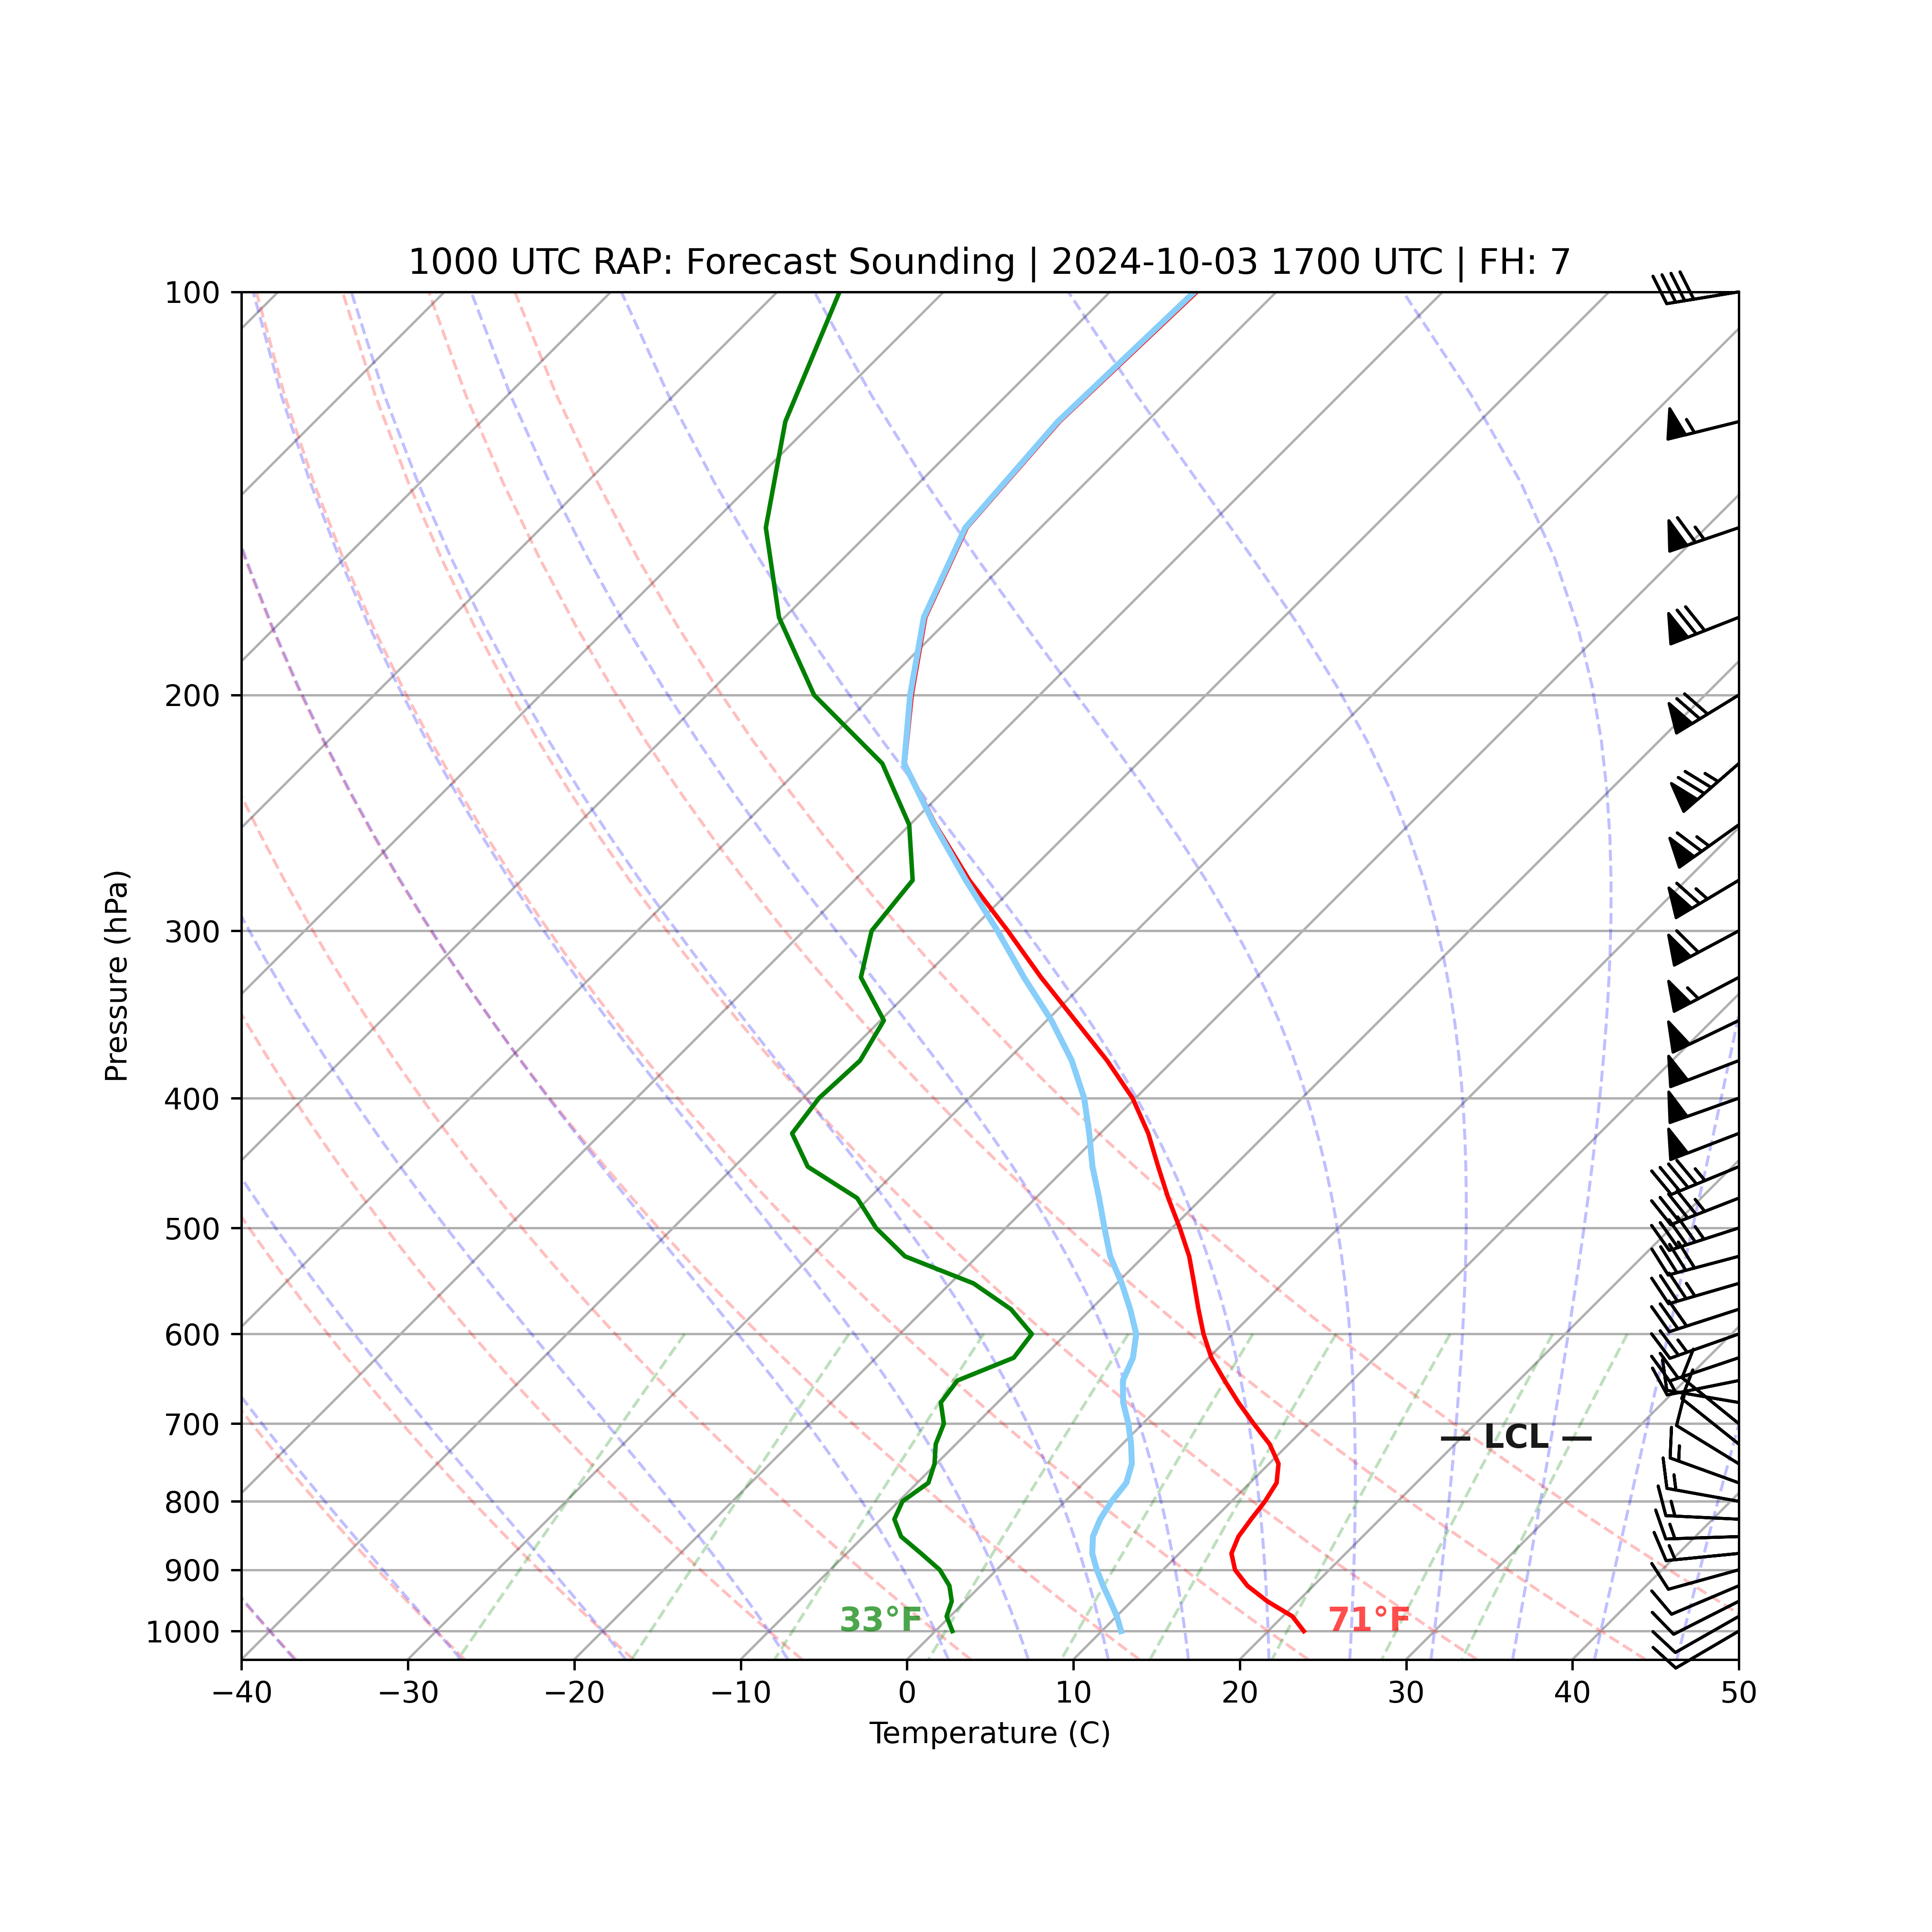 1000 UTC RAP: Forecast Sounding | 2024-10-03 1700 UTC | FH: 7
100
200
300
Pressure (hPa)
400
500
600
700
— LCL —
800
900
33°F 71°F
1000
−40 −30 −20 −10 0 10 20 30 40 50
Temperature (C)